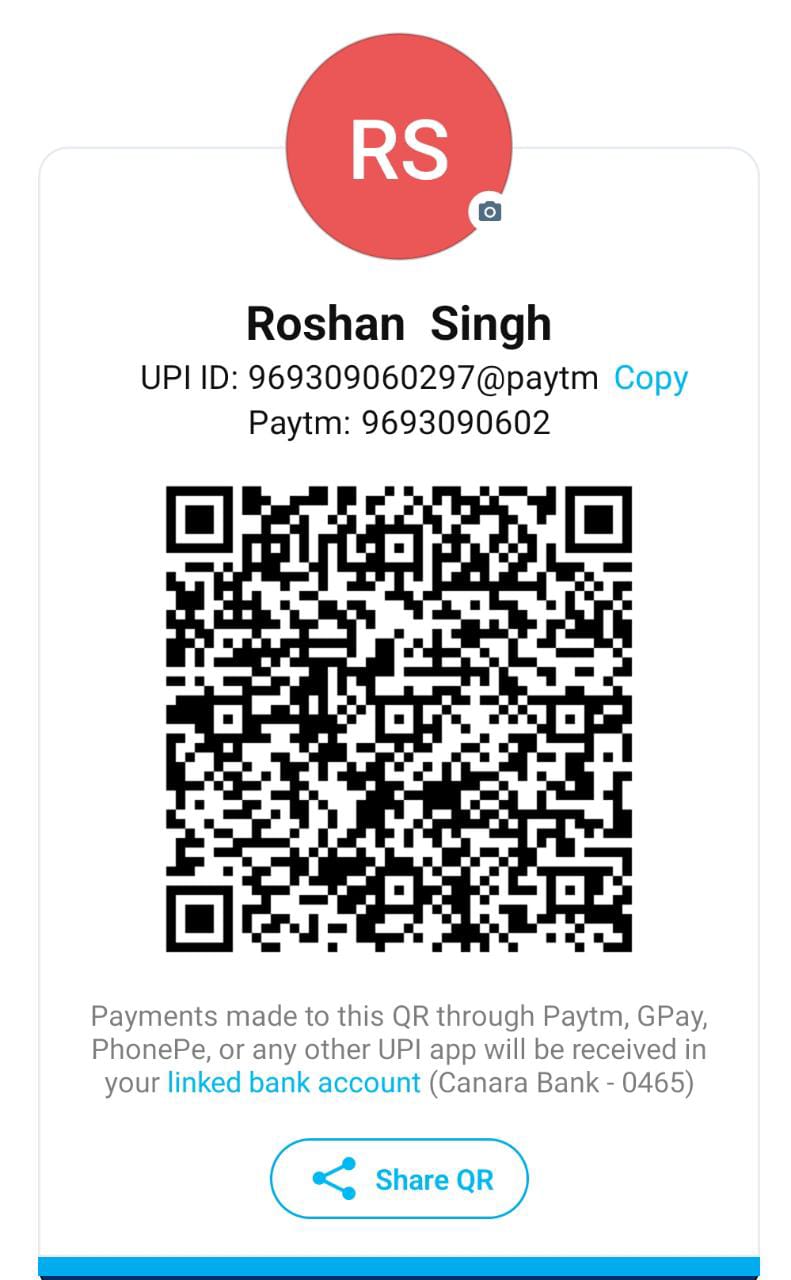 RS
Roshan Singh
UPI ID: 969309060297@paytm Copy
Paytm: 9693090602
Payments made to this QR through Paytm, GPay,
PhonePe, or any other UPI app will be received in
your linked bank account (Canara Bank - 0465)
Share QR